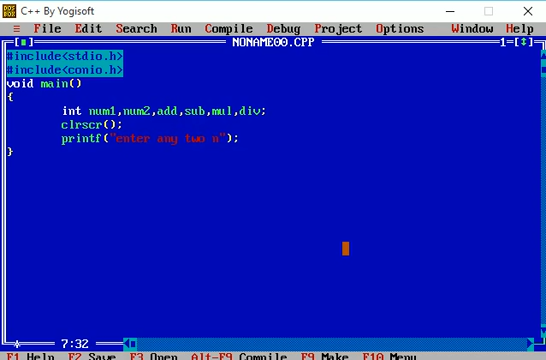 C++ By Yogisoft
≡ File Edit Search Run Compile Debug Project Options Window Help
[■] NONAME00.CPP 1=[↕]
#include<stdio.h>
#include<conio.h>
void main()
{
int num1,num2,add,sub,mul,div;
clrscr();
printf("enter any two n");
}
7:32
F1 Help F2 Save F3 Open Alt-F9 Compile F9 Make F10 Menu